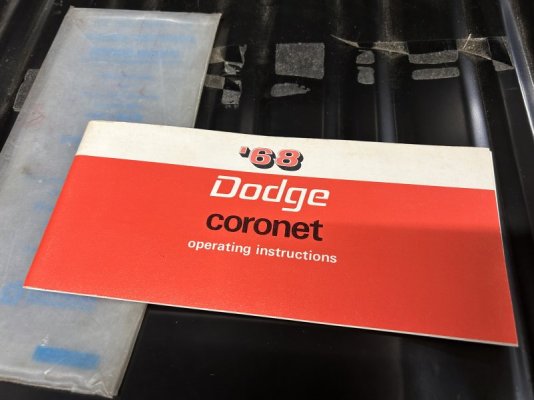 '68
Dodge
coronet
operating instructions